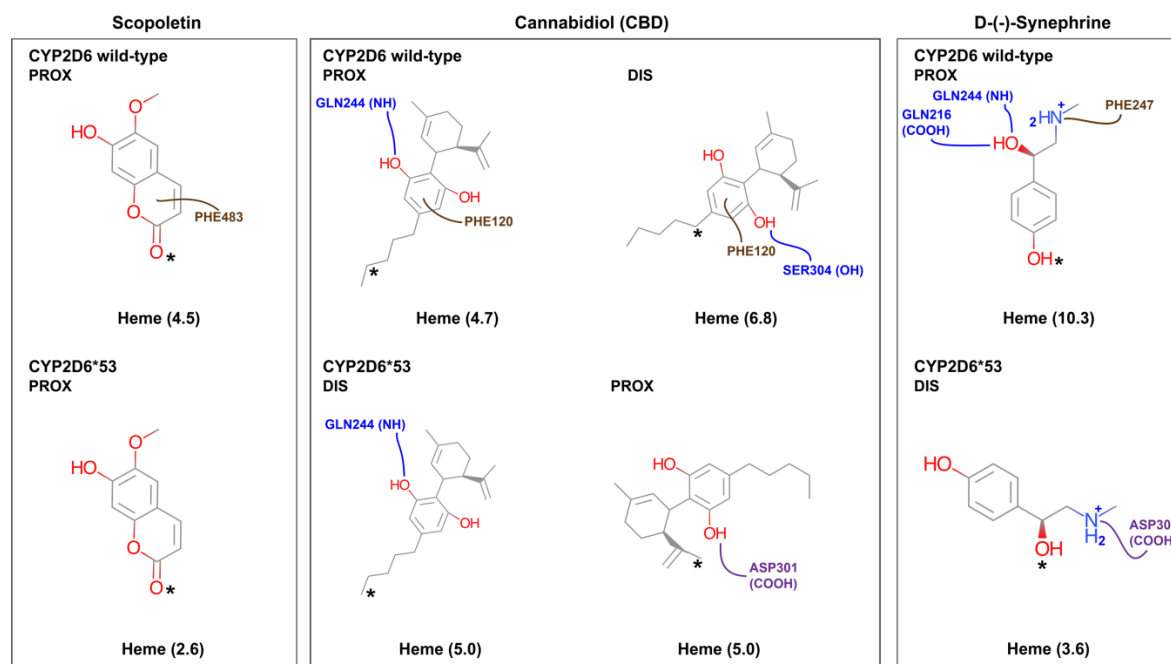 Scopoletin
Cannabidiol (CBD)
D-(-)-Synephrine
CYP2D6 wild-type
PROX
O
HO
O
O
PHE483
*
Heme (4.5)
CYP2D6 wild-type
PROX
GLN244 (NH)
HO
OH
PHE120
*
Heme (4.7)
DIS
HO
OH
*
PHE120
SER304 (OH)
Heme (6.8)
CYP2D6 wild-type
PROX
GLN244 (NH)
GLN216
(COOH)
+
2HN
PHE247
HO
OH*
Heme (10.3)
CYP2D6*53
PROX
O
HO
O
O
*
Heme (2.6)
CYP2D6*53
DIS
GLN244 (NH)
HO
OH
*
Heme (5.0)
PROX
HO
OH
*
ASP301
(COOH)
Heme (5.0)
CYP2D6*53
DIS
HO
+
N
H2
OH
*
ASP30
(COOH
Heme (3.6)